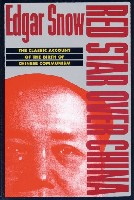 Edgar Snow
THE CLASSIC ACCOUNT
OF THE BIRTH OF
CHINESE COMMUNISM
RED STAR OVER CHINA